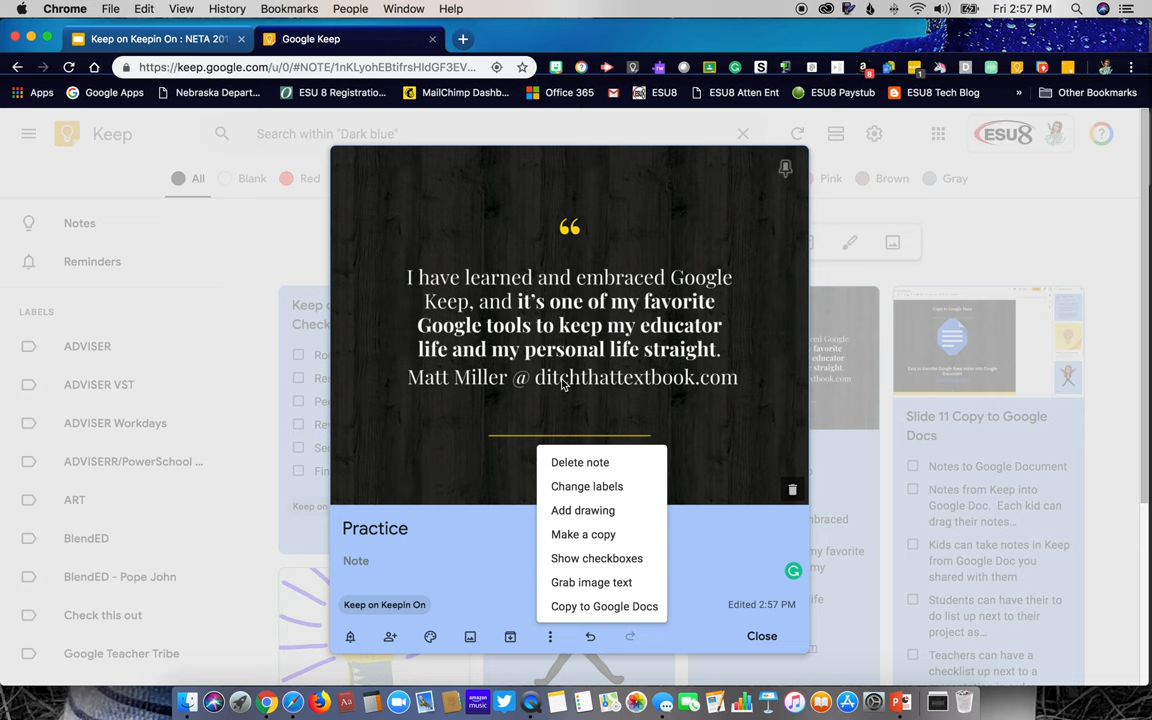 Chrome File Edit View History Bookmarks People Window Help Fri 2:57 PM
Keep on Keepin On : NETA 201 Google Keep
https://keep.google.com/u/0/#NOTE/1nKLyohEBtifrsHIdGF3EV...
Apps Google Apps Nebraska Depart... ESU 8 Registratio... MailChimp Dashb... Office 365 ESU8 ADVISER Atten Ent ESU8 Paystub ESU8 Tech Blog » Other Bookmarks
Keep Search within "Dark blue" ESU8
All Blank Red Pink Brown Gray
Notes
Reminders
LABELS
ADVISER
ADVISER VST
ADVISER Workdays
ADVISERR/PowerSchool ...
ART
BlendED
BlendED - Pope John
Check this out
Google Teacher Tribe
“
I have learned and embraced Google
Keep, and it’s one of my favorite
Google tools to keep my educator
life and my personal life straight.
Matt Miller @ ditchthattextbook.com
Practice
Note
Keep on Keepin On
Edited 2:57 PM
Close
Delete note
Change labels
Add drawing
Make a copy
Show checkboxes
Grab image text
Copy to Google Docs
Copy to Google Docs
Slide 11 Copy to Google
Docs
Notes to Google Document
Notes from Keep into
Google Doc. Each kid can
drag their notes...
Kids can take notes in Keep
from Google Doc you
shared with them
Students can have their to
do list up next to a
project as...
Teachers can have a
checklist up next to a